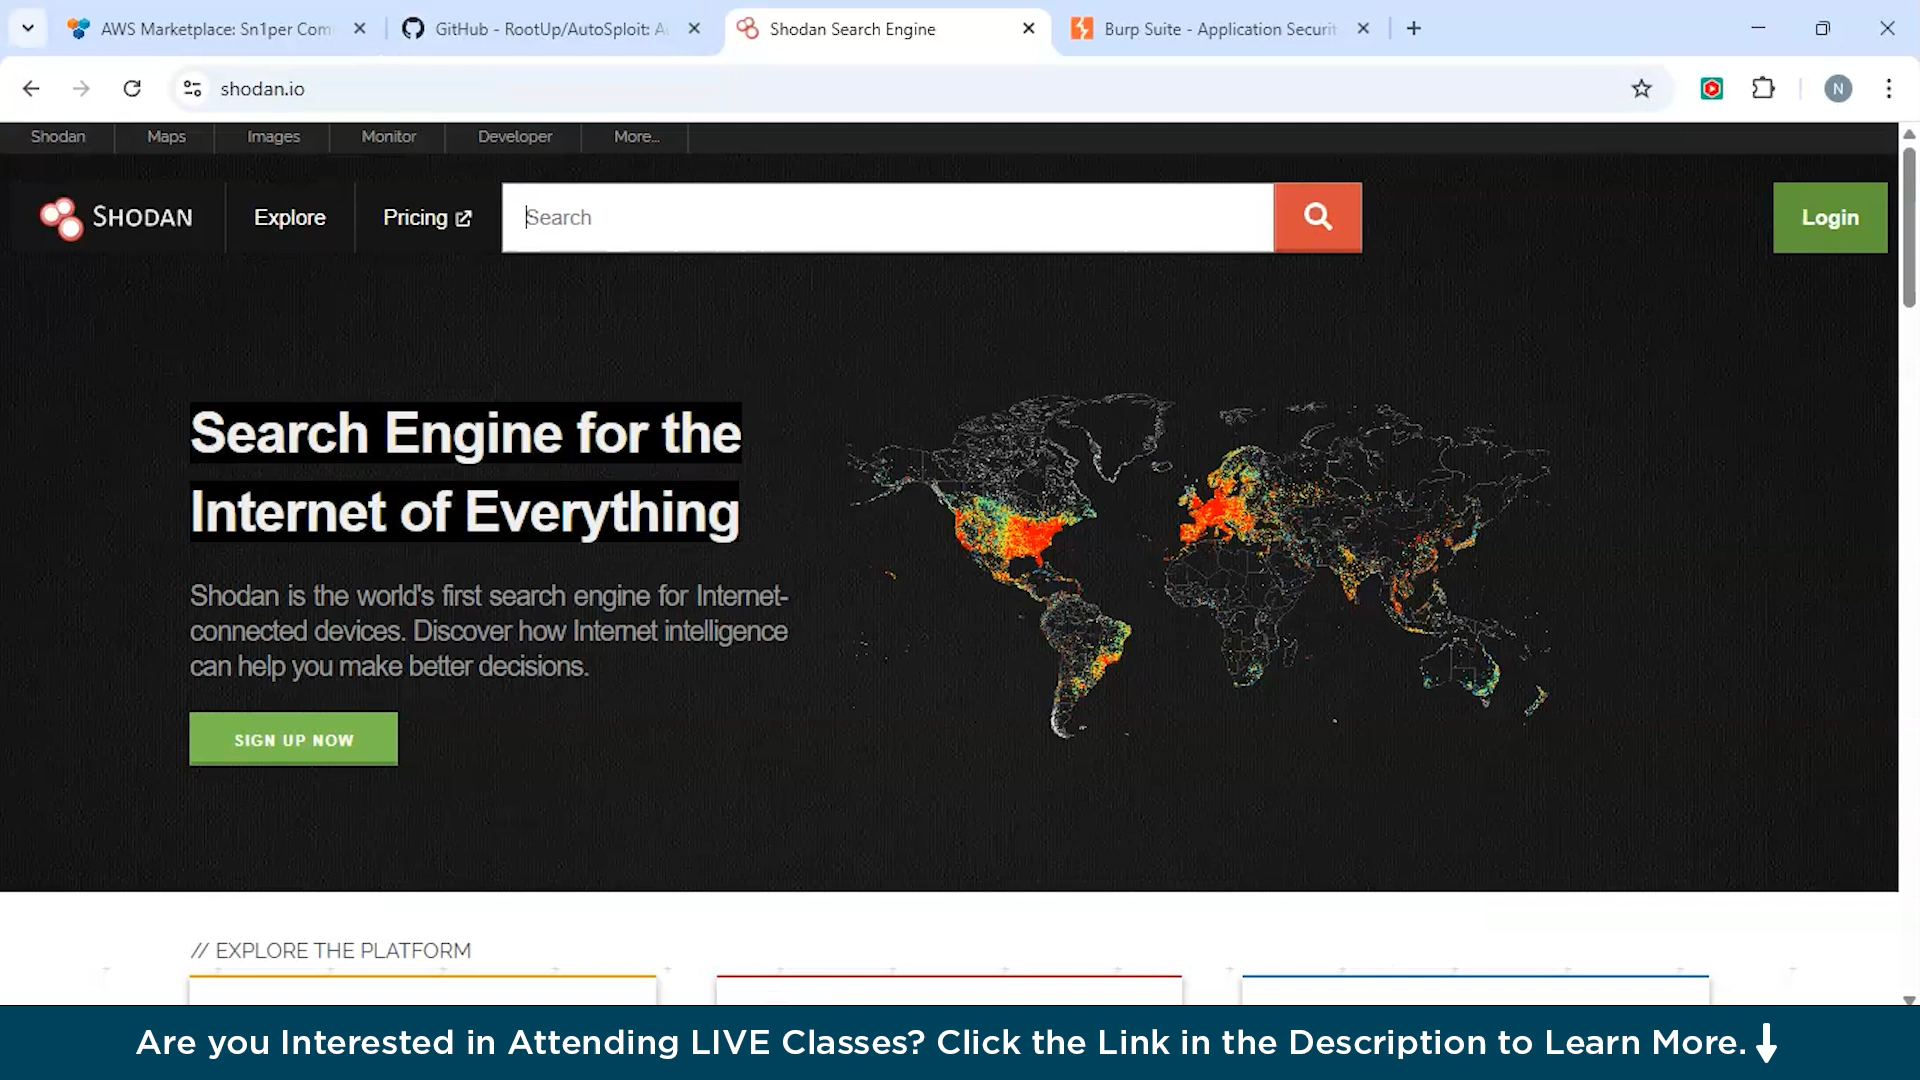 AWS Marketplace: Sn1per Com
GitHub - RootUp/AutoSploit: A
Shodan Search Engine
Burp Suite - Application Securit
shodan.io
N
Shodan
Maps
Images
Monitor
Developer
More...
SHODAN
Explore
Pricing
Search
Login
Search Engine for the
Internet of Everything
Shodan is the world's first search engine for Internet-
connected devices. Discover how Internet intelligence
can help you make better decisions.
SIGN UP NOW
// EXPLORE THE PLATFORM
Are you Interested in Attending LIVE Classes? Click the Link in the Description to Learn More.